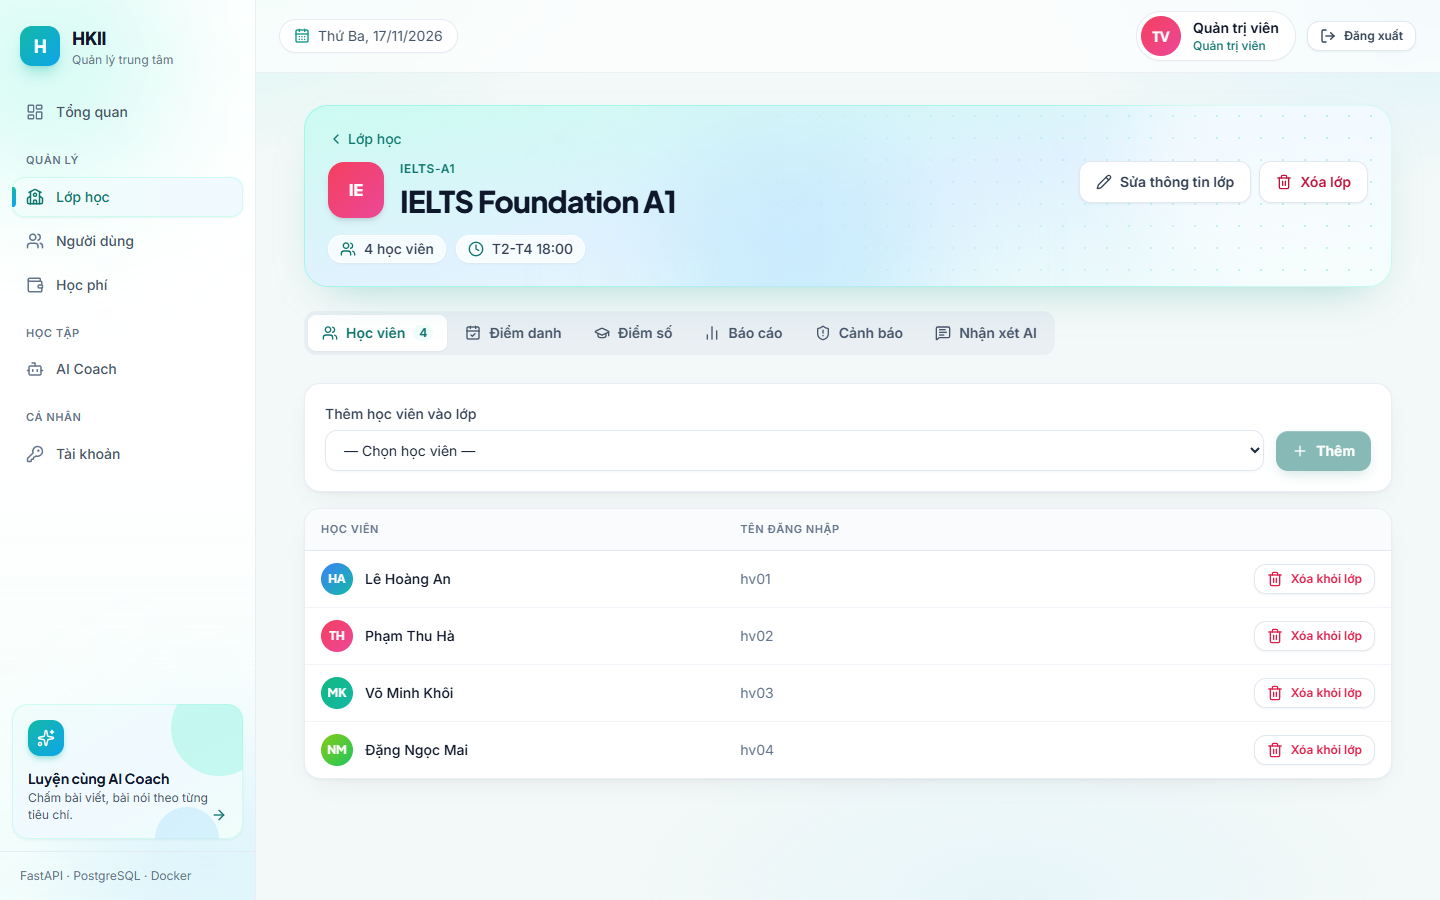 H
HKII
Quản lý trung tâm
Tổng quan
QUẢN LÝ
Lớp học
Người dùng
Học phí
HỌC TẬP
AI Coach
CÁ NHÂN
Tài khoản
Luyện cùng AI Coach
Chấm bài viết, bài nói theo từng
tiêu chí.
FastAPI · PostgreSQL · Docker
Thứ Ba, 17/11/2026
TV
Quản trị viên
Quản trị viên
Đăng xuất
Lớp học
IE
IELTS-A1
IELTS Foundation A1
Sửa thông tin lớp
Xóa lớp
4 học viên
T2-T4 18:00
Học viên 4
Điểm danh
Điểm số
Báo cáo
Cảnh báo
Nhận xét AI
Thêm học viên vào lớp
— Chọn học viên —
Thêm
HỌC VIÊN TÊN ĐĂNG NHẬP
HA Lê Hoàng An hv01 Xóa khỏi lớp
TH Phạm Thu Hà hv02 Xóa khỏi lớp
MK Võ Minh Khôi hv03 Xóa khỏi lớp
NM Đặng Ngọc Mai hv04 Xóa khỏi lớp